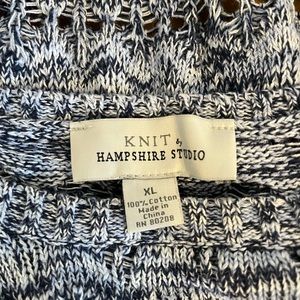 KNIT by
HAMPSHIRE STUDIO
XL
100% Cotton
Made in
China
RN 80208